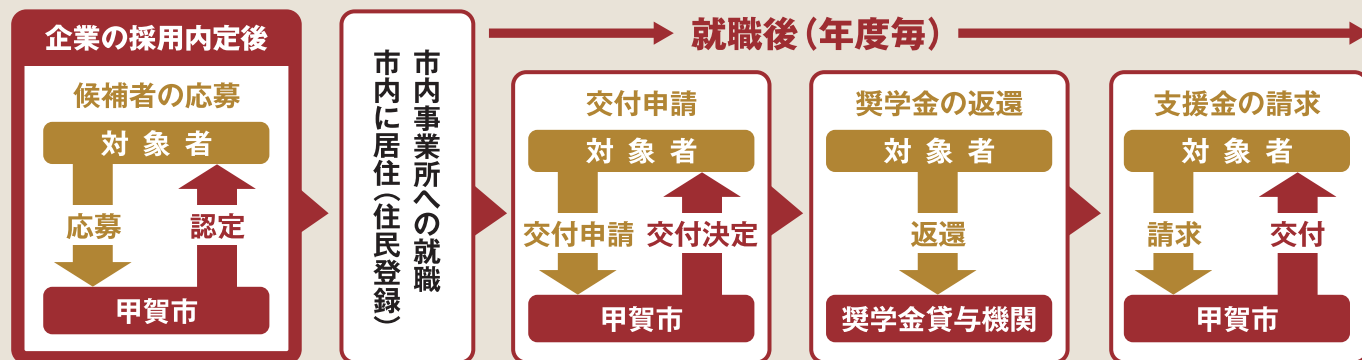 企業の採用内定後
候補者の応募
対象者
応募
認定
甲賀市
市内事業所への就職
市内に居住（住民登録）
就職後（年度毎）
交付申請
対象者
交付申請
交付決定
甲賀市
奨学金の返還
対象者
返還
奨学金貸与機関
支援金の請求
対象者
請求
交付
甲賀市